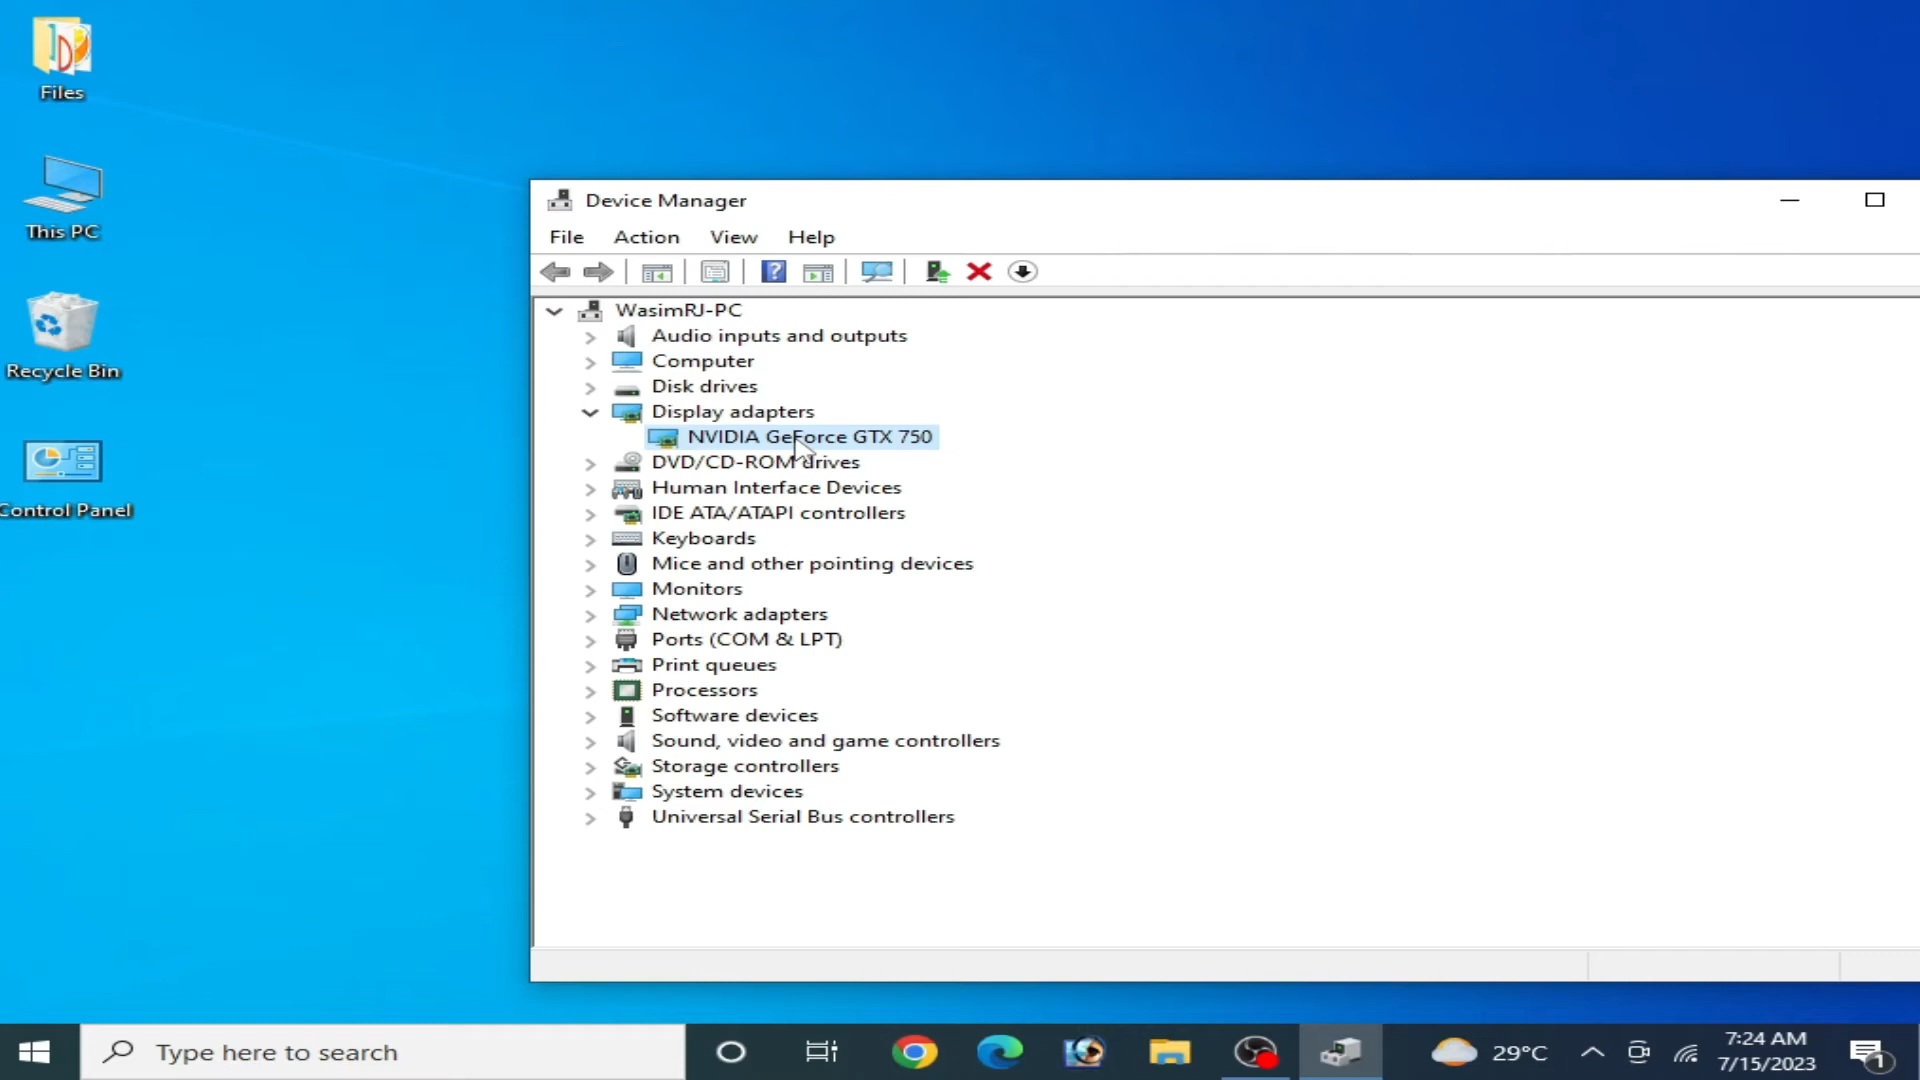 Files
This PC
Recycle Bin
Control Panel
Device Manager
File Action View Help
WasimRJ-PC
Audio inputs and outputs
Computer
Disk drives
Display adapters
NVIDIA GeForce GTX 750
DVD/CD-ROM drives
Human Interface Devices
IDE ATA/ATAPI controllers
Keyboards
Mice and other pointing devices
Monitors
Network adapters
Ports (COM & LPT)
Print queues
Processors
Software devices
Sound, video and game controllers
Storage controllers
System devices
Universal Serial Bus controllers
Type here to search
29°C
7:24 AM
7/15/2023
1